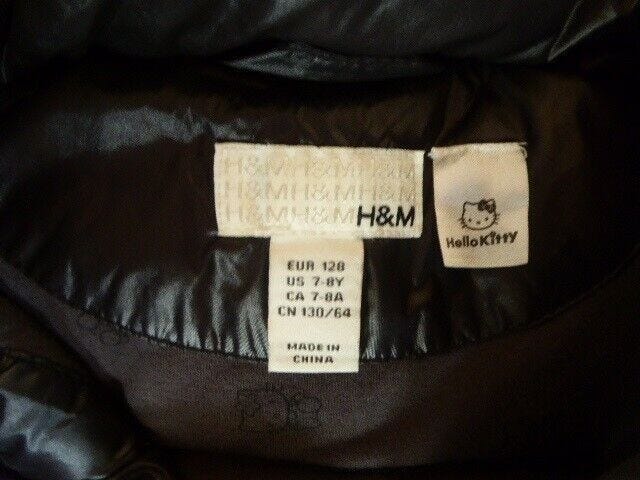 H&MH&MH&M
H&MH&MH&M
H&MH&MH&M
Hello Kitty
EUR 128
US 7-8Y
CA 7-8A
CN 130/64
MADE IN
CHINA